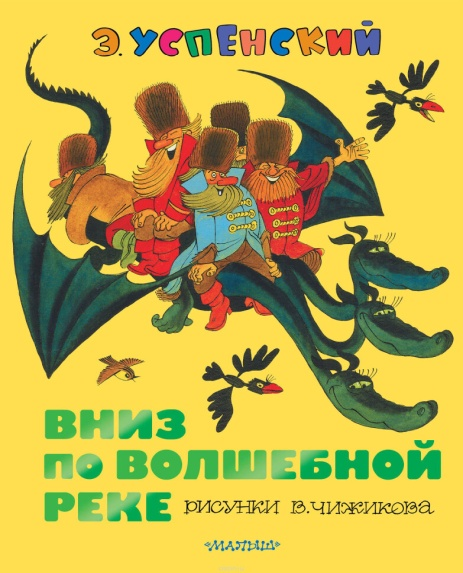 Э. УСПЕНСКИЙ
ВНИЗ
ПО ВОЛШЕБНОЙ
РЕКЕ
РИСУНКИ В. ЧИЖИКОВА
«МАЛЫШ»